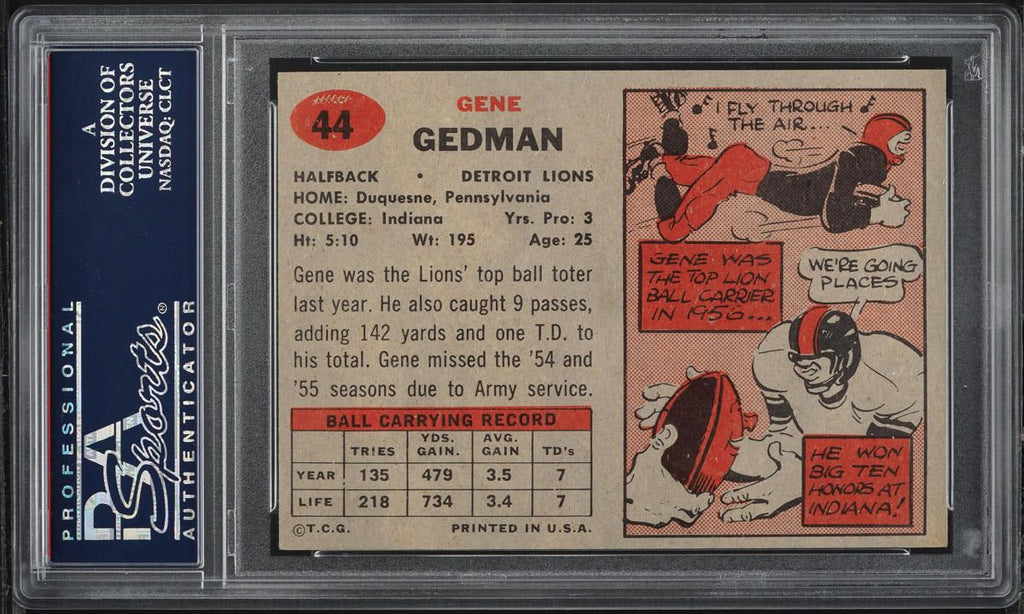 A
DIVISION OF
COLLECTORS
UNIVERSE
NASDAQ: CLCT
PROFESSIONAL
PSA
Sports®
AUTHENTICATOR
44
GENE
GEDMAN
HALFBACK • DETROIT LIONS
HOME: Duquesne, Pennsylvania
COLLEGE: Indiana Yrs. Pro: 3
Ht: 5:10 Wt: 195 Age: 25
Gene was the Lions' top ball toter
last year. He also caught 9 passes,
adding 142 yards and one T.D. to
his total. Gene missed the '54 and
'55 seasons due to Army service.
BALL CARRYING RECORD
TRIES YDS. GAIN. AVG. GAIN TD's
YEAR 135 479 3.5 7
LIFE 218 734 3.4 7
©T.C.G. PRINTED IN U.S.A.
I FLY THROUGH
THE AIR..
GENE WAS
THE TOP LION
BALL CARRIER
IN 1956...
WE'RE GOING
PLACES
HE WON
BIG TEN
HONORS AT
INDIANA!